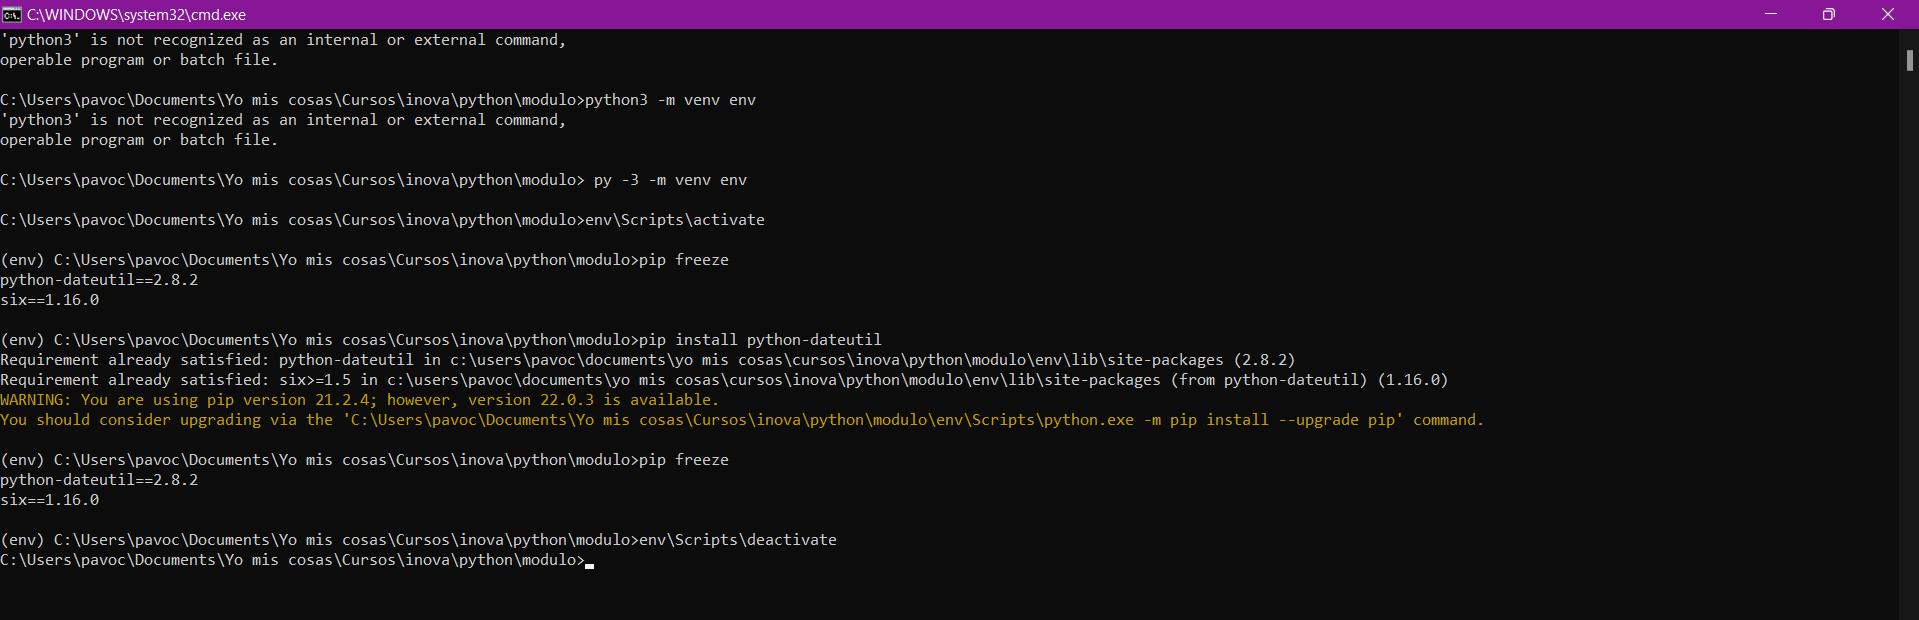 C:\WINDOWS\system32\cmd.exe
'python3' is not recognized as an internal or external command,
operable program or batch file.
C:\Users\pavoc\Documents\Yo mis cosas\Cursos\inova\python\modulo>python3 -m venv env
'python3' is not recognized as an internal or external command,
operable program or batch file.
C:\Users\pavoc\Documents\Yo mis cosas\Cursos\inova\python\modulo> py -3 -m venv env
C:\Users\pavoc\Documents\Yo mis cosas\Cursos\inova\python\modulo>env\Scripts\activate
(env) C:\Users\pavoc\Documents\Yo mis cosas\Cursos\inova\python\modulo>pip freeze
python-dateutil==2.8.2
six==1.16.0
(env) C:\Users\pavoc\Documents\Yo mis cosas\Cursos\inova\python\modulo>pip install python-dateutil
Requirement already satisfied: python-dateutil in c:\users\pavoc\documents\yo mis cosas\cursos\inova\python\modulo\env\lib\site-packages (2.8.2)
Requirement already satisfied: six>=1.5 in c:\users\pavoc\documents\yo mis cosas\cursos\inova\python\modulo\env\lib\site-packages (from python-dateutil) (1.16.0)
WARNING: You are using pip version 21.2.4; however, version 22.0.3 is available.
You should consider upgrading via the 'C:\Users\pavoc\Documents\Yo mis cosas\Cursos\inova\python\modulo\env\Scripts\python.exe -m pip install --upgrade pip' command.
(env) C:\Users\pavoc\Documents\Yo mis cosas\Cursos\inova\python\modulo>pip freeze
python-dateutil==2.8.2
six==1.16.0
(env) C:\Users\pavoc\Documents\Yo mis cosas\Cursos\inova\python\modulo>env\Scripts\deactivate
C:\Users\pavoc\Documents\Yo mis cosas\Cursos\inova\python\modulo>